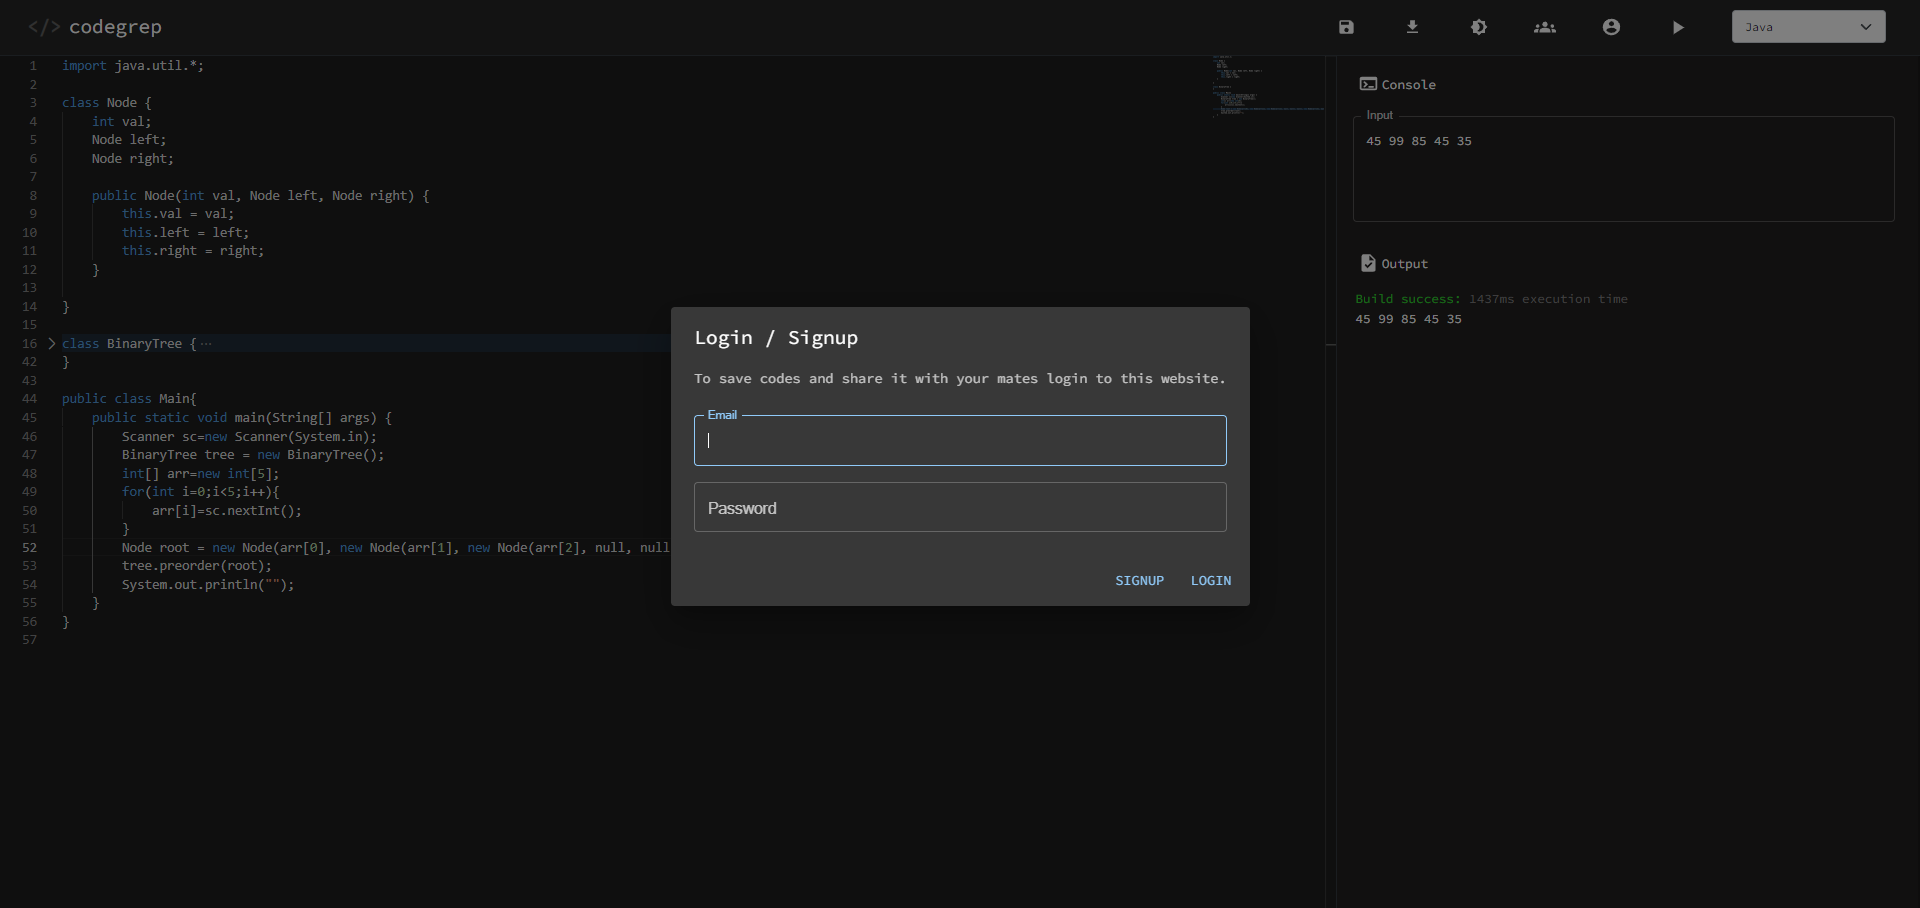 </> codegrep
Java
1 import java.util.*;
2
3 class Node {
4 int val;
5 Node left;
6 Node right;
7
8 public Node(int val, Node left, Node right) {
9 this.val = val;
10 this.left = left;
11 this.right = right;
12 }
13
14 }
15
16 class BinaryTree { ···
42 }
43
44 public class Main{
45 public static void main(String[] args) {
46 Scanner sc=new Scanner(System.in);
47 BinaryTree tree = new BinaryTree();
48 int[] arr=new int[5];
49 for(int i=0;i<5;i++){
50 arr[i]=sc.nextInt();
51 }
52 Node root = new Node(arr[0], new Node(arr[1], new Node(arr[2], null, null
53 tree.preorder(root);
54 System.out.println("");
55 }
56 }
57
Login / Signup
To save codes and share it with your mates login to this website.
Email
Password
SIGNUP LOGIN
Console
Input
45 99 85 45 35
Output
Build success: 1437ms execution time
45 99 85 45 35